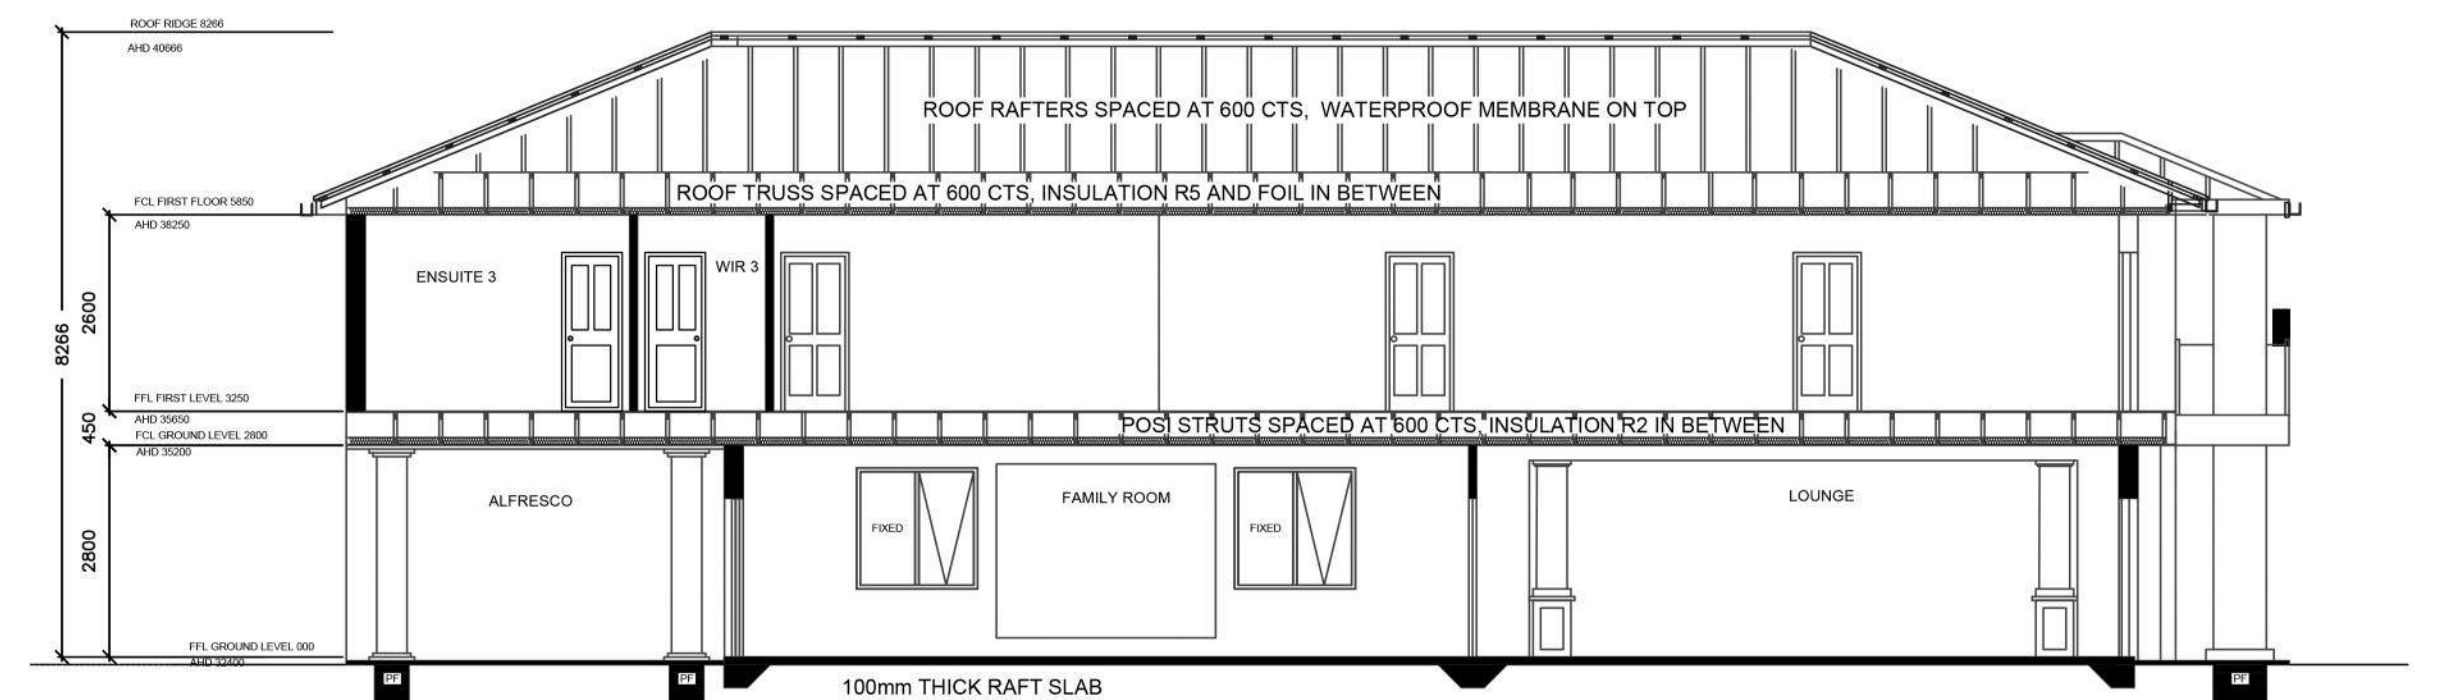 ROOF RIDGE 8266
AHD 40666
ROOF RAFTERS SPACED AT 600 CTS, WATERPROOF MEMBRANE ON TOP
FCL FIRST FLOOR 5850
ROOF TRUSS SPACED AT 600 CTS, INSULATION R5 AND FOIL IN BETWEEN
AHD 38250
ENSUITE 3
WIR 3
2600
8266
FFL FIRST LEVEL 3250
AHD 35650
450
POSI STRUTS SPACED AT 600 CTS, INSULATION R2 IN BETWEEN
FCL GROUND LEVEL 2800
AHD 35200
ALFRESCO
FAMILY ROOM
LOUNGE
FIXED
FIXED
2800
FFL GROUND LEVEL 000
AHD 32400
PF
PF
PF
100mm THICK RAFT SLAB